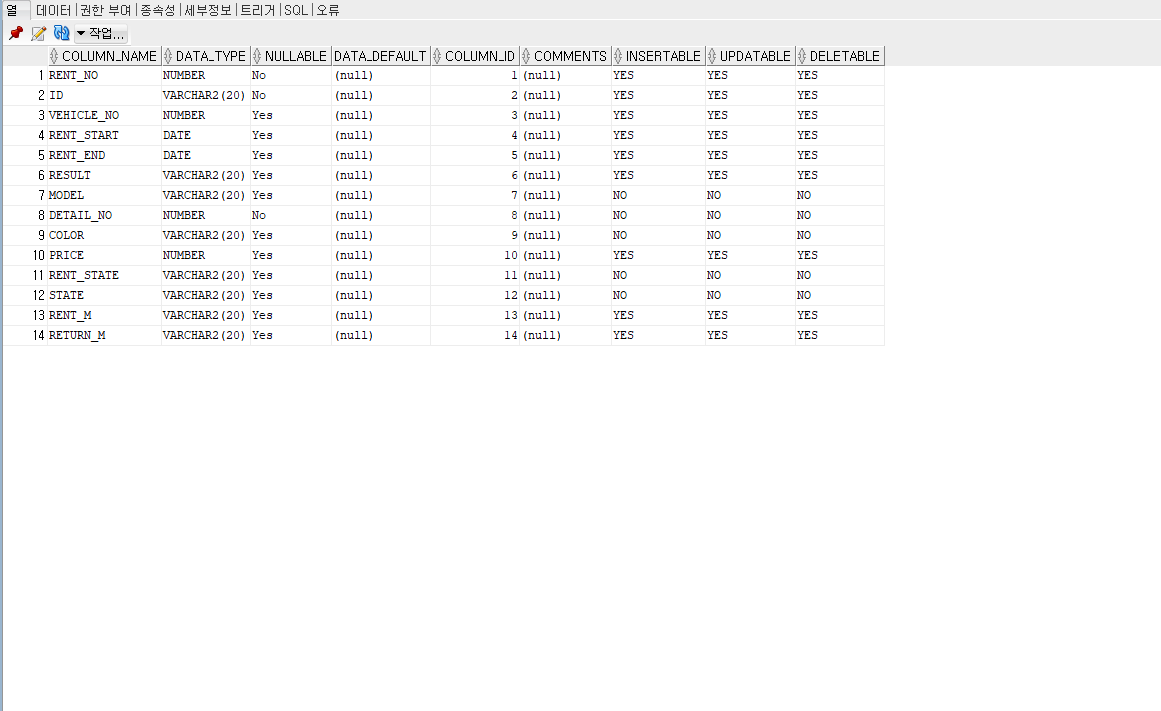 열 데이터 권한 부여 종속성 세부정보 트리거 SQL 오류
작업...
COLUMN_NAME DATA_TYPE NULLABLE DATA_DEFAULT COLUMN_ID COMMENTS INSERTABLE UPDATABLE DELETABLE
1 RENT_NO NUMBER No (null) 1 (null) YES YES YES
2 ID VARCHAR2(20) No (null) 2 (null) YES YES YES
3 VEHICLE_NO NUMBER Yes (null) 3 (null) YES YES YES
4 RENT_START DATE Yes (null) 4 (null) YES YES YES
5 RENT_END DATE Yes (null) 5 (null) YES YES YES
6 RESULT VARCHAR2(20) Yes (null) 6 (null) YES YES YES
7 MODEL VARCHAR2(20) Yes (null) 7 (null) NO NO NO
8 DETAIL_NO NUMBER No (null) 8 (null) NO NO NO
9 COLOR VARCHAR2(20) Yes (null) 9 (null) NO NO NO
10 PRICE NUMBER Yes (null) 10 (null) YES YES YES
11 RENT_STATE VARCHAR2(20) Yes (null) 11 (null) NO NO NO
12 STATE VARCHAR2(20) Yes (null) 12 (null) NO NO NO
13 RENT_M VARCHAR2(20) Yes (null) 13 (null) YES YES YES
14 RETURN_M VARCHAR2(20) Yes (null) 14 (null) YES YES YES